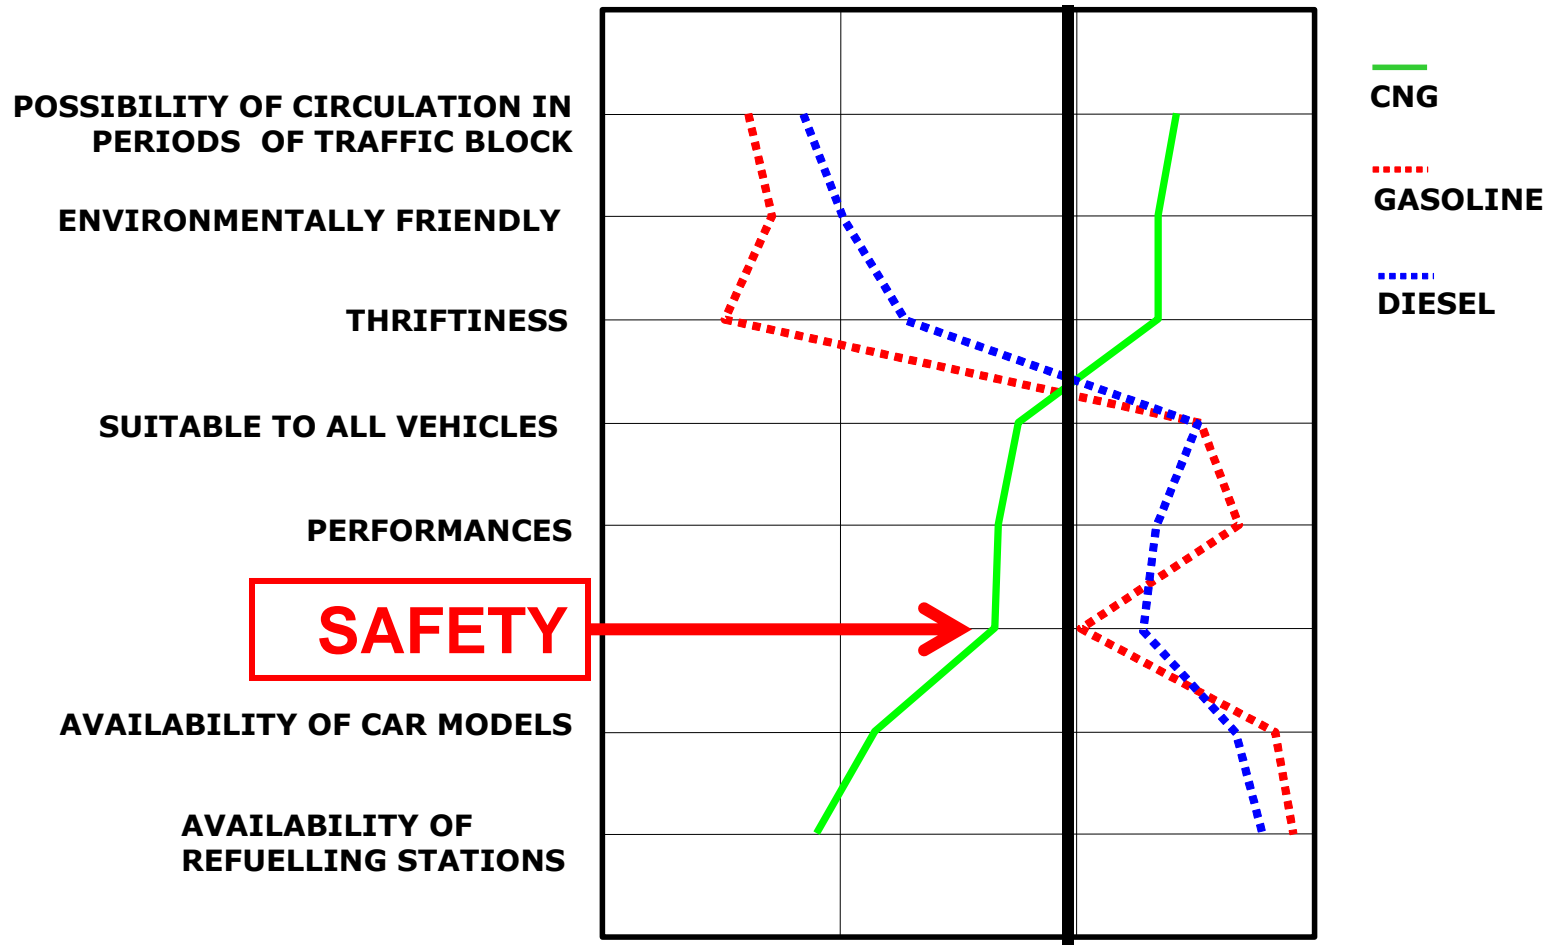 POSSIBILITY OF CIRCULATION IN
PERIODS OF TRAFFIC BLOCK
ENVIRONMENTALLY FRIENDLY
THRIFTINESS
SUITABLE TO ALL VEHICLES
PERFORMANCES
SAFETY
AVAILABILITY OF CAR MODELS
AVAILABILITY OF
REFUELLING STATIONS
CNG
GASOLINE
DIESEL